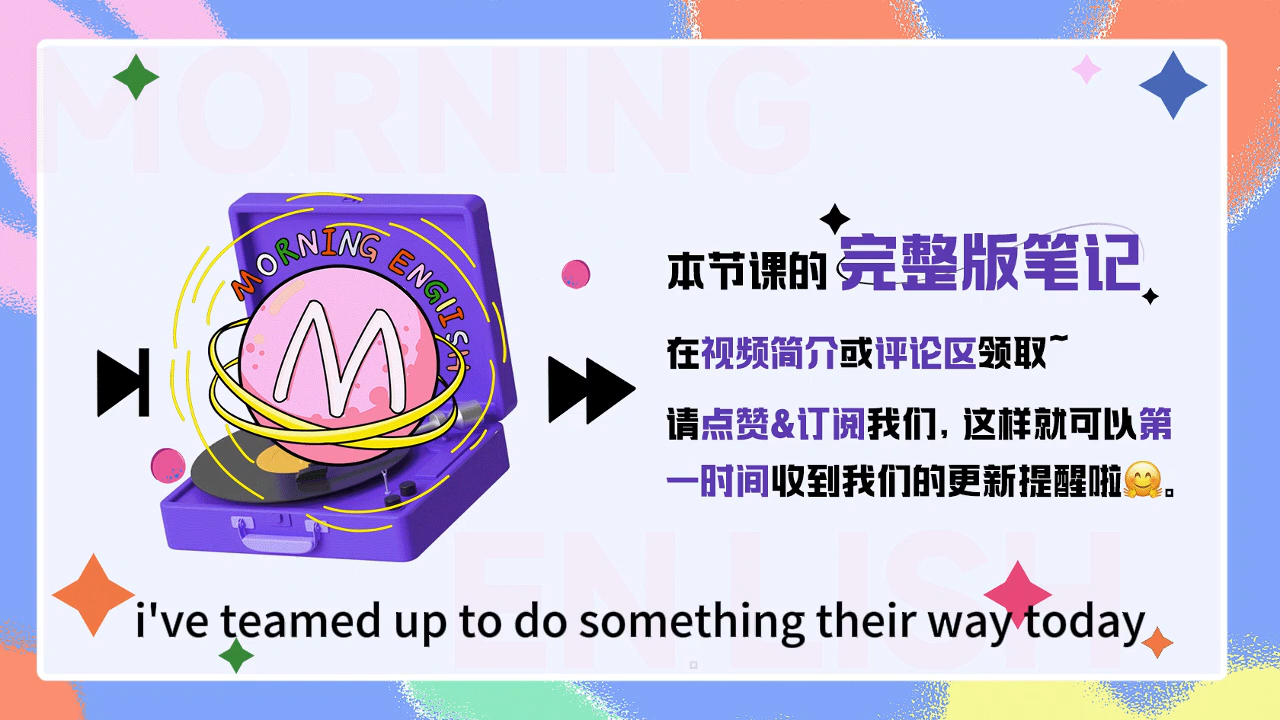 MORNING
MORNING ENGLISH
M
本节课的 完整版笔记
在视频简介或评论区领取~
请点赞&订阅我们, 这样就可以第
一时间收到我们的更新提醒啦🤗。
EN LISH
i've teamed up to do something their way today